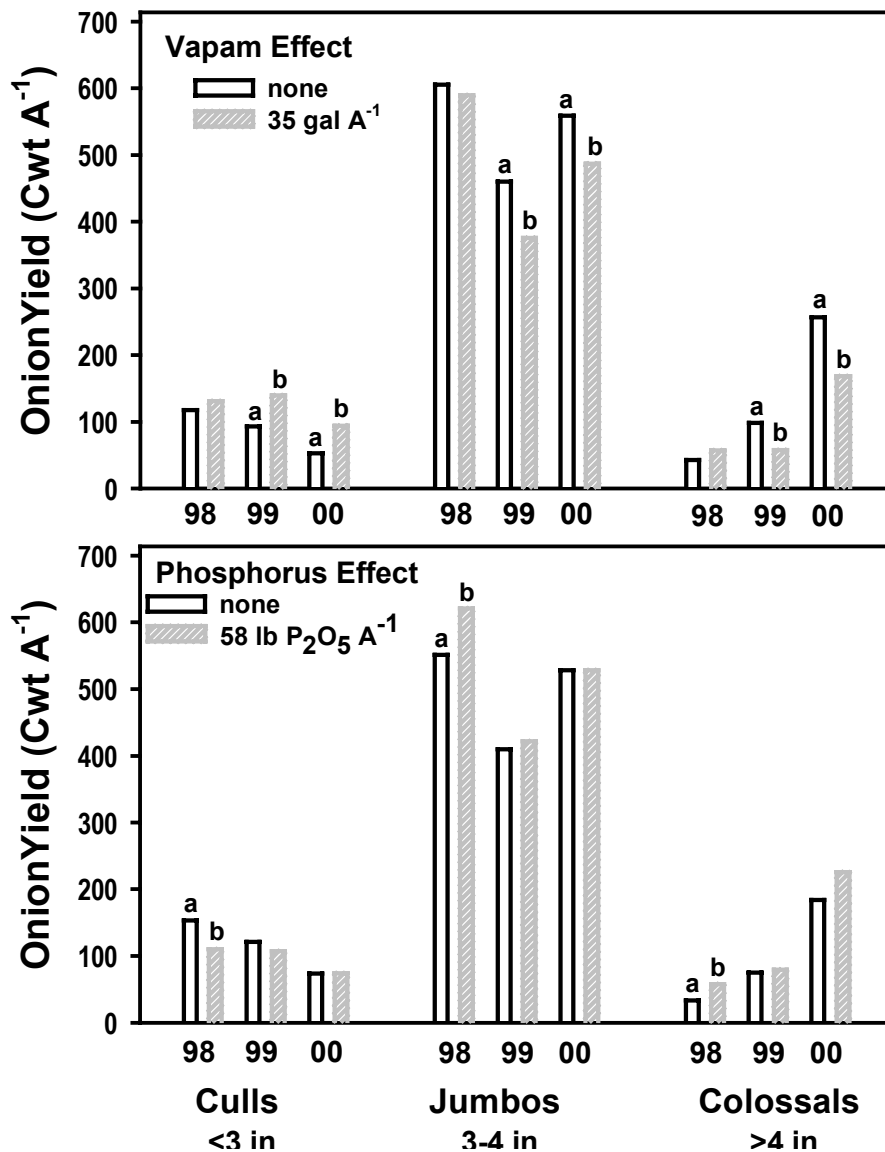 700
Vapam Effect
none
35 gal A⁻¹
600
500
400
300
200
100
0
OnionYield (Cwt A⁻¹)
a b a b
a b a b
a b a b
98 99 00 98 99 00 98 99 00
700
Phosphorus Effect
none
58 lb P₂O₅ A⁻¹
600
500
400
300
200
100
0
OnionYield (Cwt A⁻¹)
a b
a b
a b
98 99 00 98 99 00 98 99 00
Culls Jumbos Colossals
<3 in 3-4 in >4 in